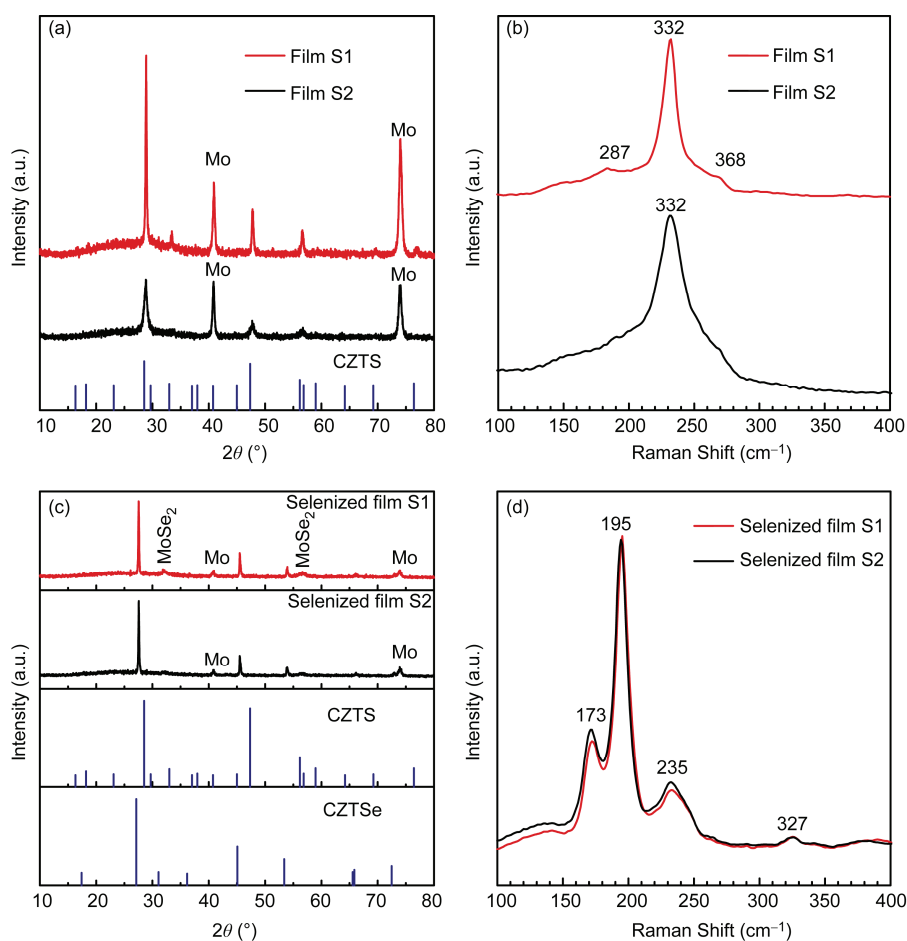 (a)
Film S1
Film S2
Mo
Mo
Mo
Mo
CZTS
Intensity (a.u.)
10 20 30 40 50 60 70 80
2θ (°)
(b)
332
Film S1
Film S2
287
368
332
Intensity (a.u.)
100 150 200 250 300 350 400
Raman Shift (cm⁻¹)
(c)
Selenized film S1
MoSe₂
Mo
MoSe₂
Mo
Selenized film S2
Mo
Mo
CZTS
CZTSe
Intensity (a.u.)
10 20 30 40 50 60 70 80
2θ (°)
(d)
195
Selenized film S1
Selenized film S2
173
235
327
Intensity (a.u.)
100 150 200 250 300 350 400
Raman Shift (cm⁻¹)